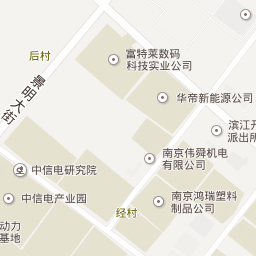 后村
富特莱数码
科技实业公司
景明大街
华帝新能源公司
滨江开
派出所
南京伟舜机电
有限公司
中信电研究院
中信电产业园
南京鸿瑞塑料
制品公司
经村
动力
基地